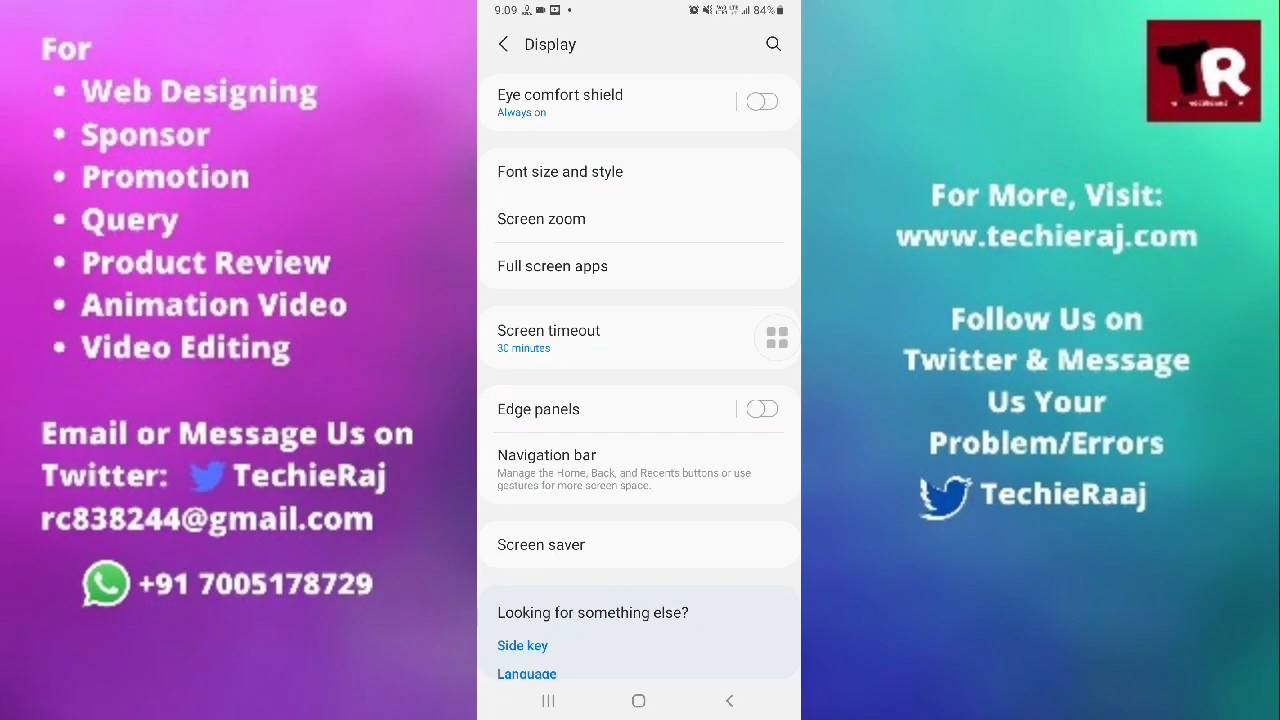 For
• Web Designing
• Sponsor
• Promotion
• Query
• Product Review
• Animation Video
• Video Editing
Email or Message Us on
Twitter: TechieRaj
rc838244@gmail.com
+91 7005178729
9:09
84%
Display
Eye comfort shield
Always on
Font size and style
Screen zoom
Full screen apps
Screen timeout
30 minutes
Edge panels
Navigation bar
Manage the Home, Back, and Recents buttons or use
gestures for more screen space.
Screen saver
Looking for something else?
Side key
Language
TR
For More, Visit:
www.techieraj.com
Follow Us on
Twitter & Message
Us Your
Problem/Errors
TechieRaaj